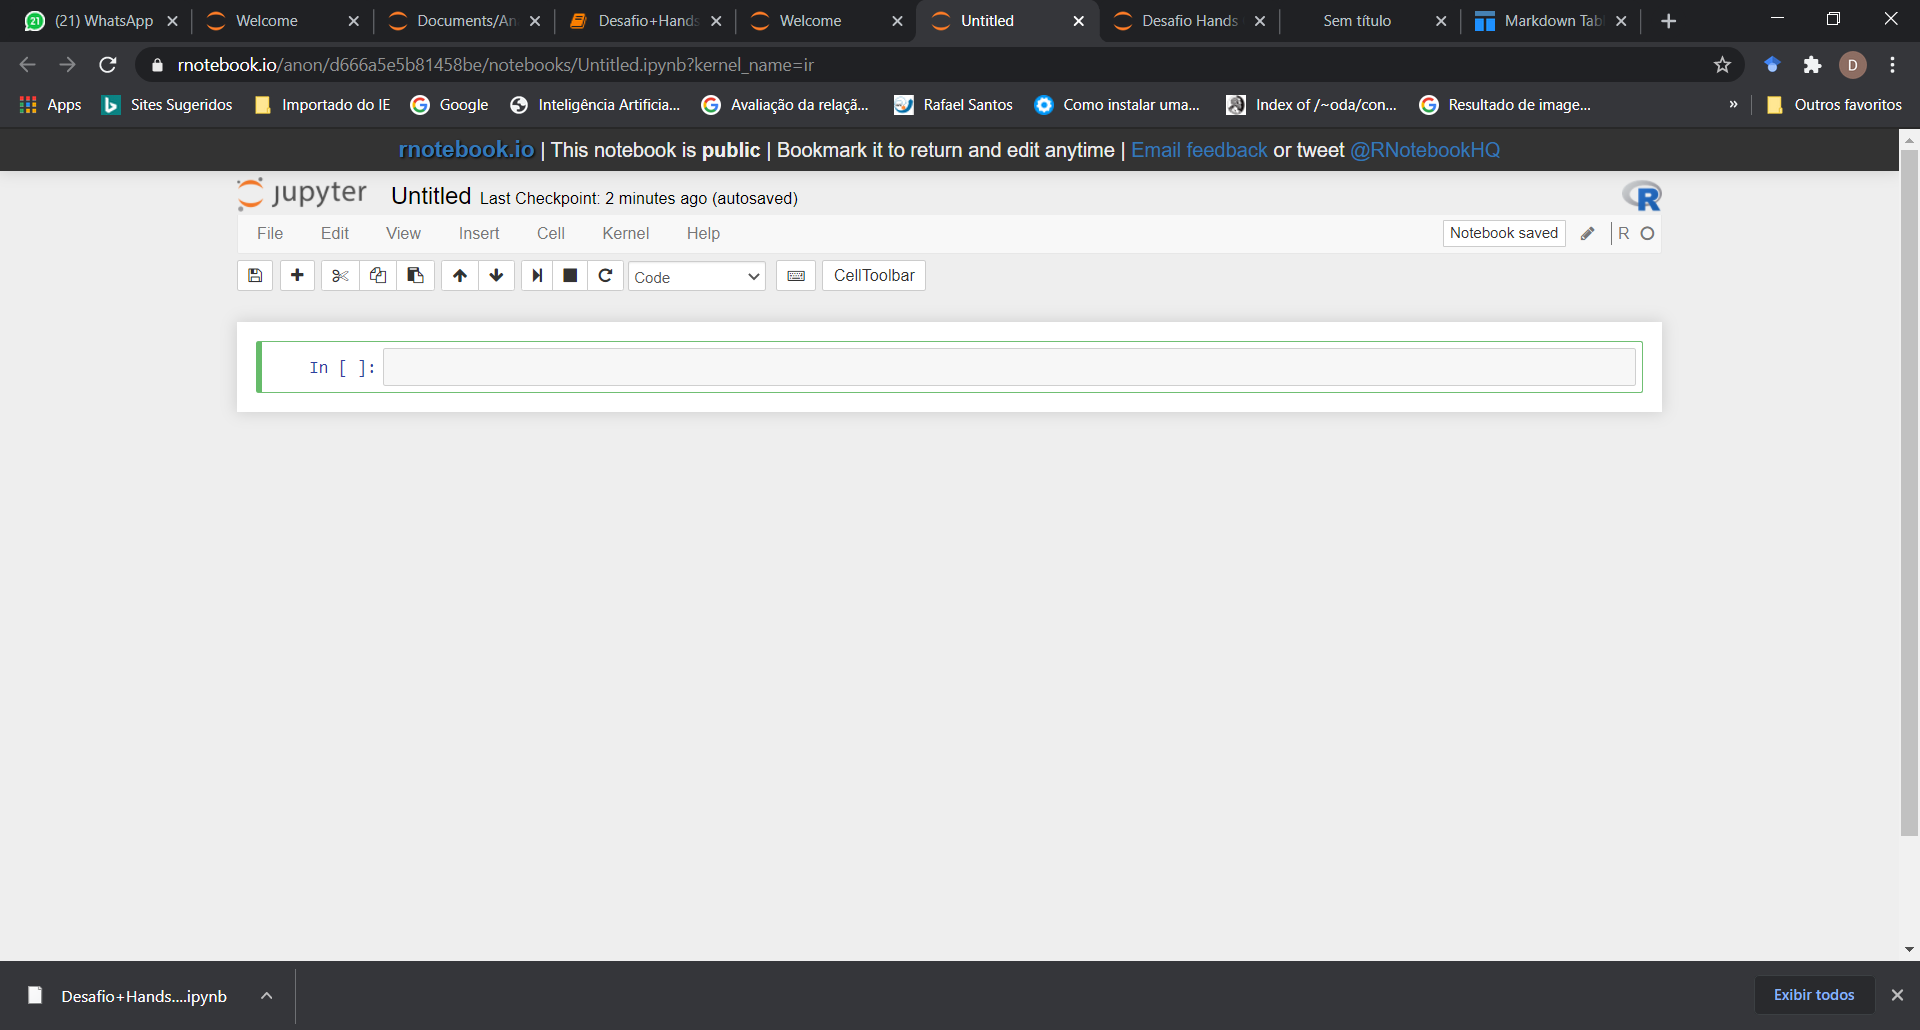 (21) WhatsApp
Welcome
Documents/An
Desafio+Hands
Welcome
Untitled
Desafio Hands
Sem título
Markdown Tab
rnotebook.io/anon/d666a5e5b81458be/notebooks/Untitled.ipynb?kernel_name=ir
D
Apps
Sites Sugeridos
Importado do IE
Google
Inteligência Artificia...
Avaliação da relaçã...
Rafael Santos
Como instalar uma...
Index of /~oda/con...
Resultado de image...
»
Outros favoritos
rnotebook.io | This notebook is public | Bookmark it to return and edit anytime | Email feedback or tweet @RNotebookHQ
jupyter Untitled Last Checkpoint: 2 minutes ago (autosaved)
R
File Edit View Insert Cell Kernel Help
Notebook saved
R
Code
CellToolbar
In [ ]:
Desafio+Hands....ipynb
Exibir todos